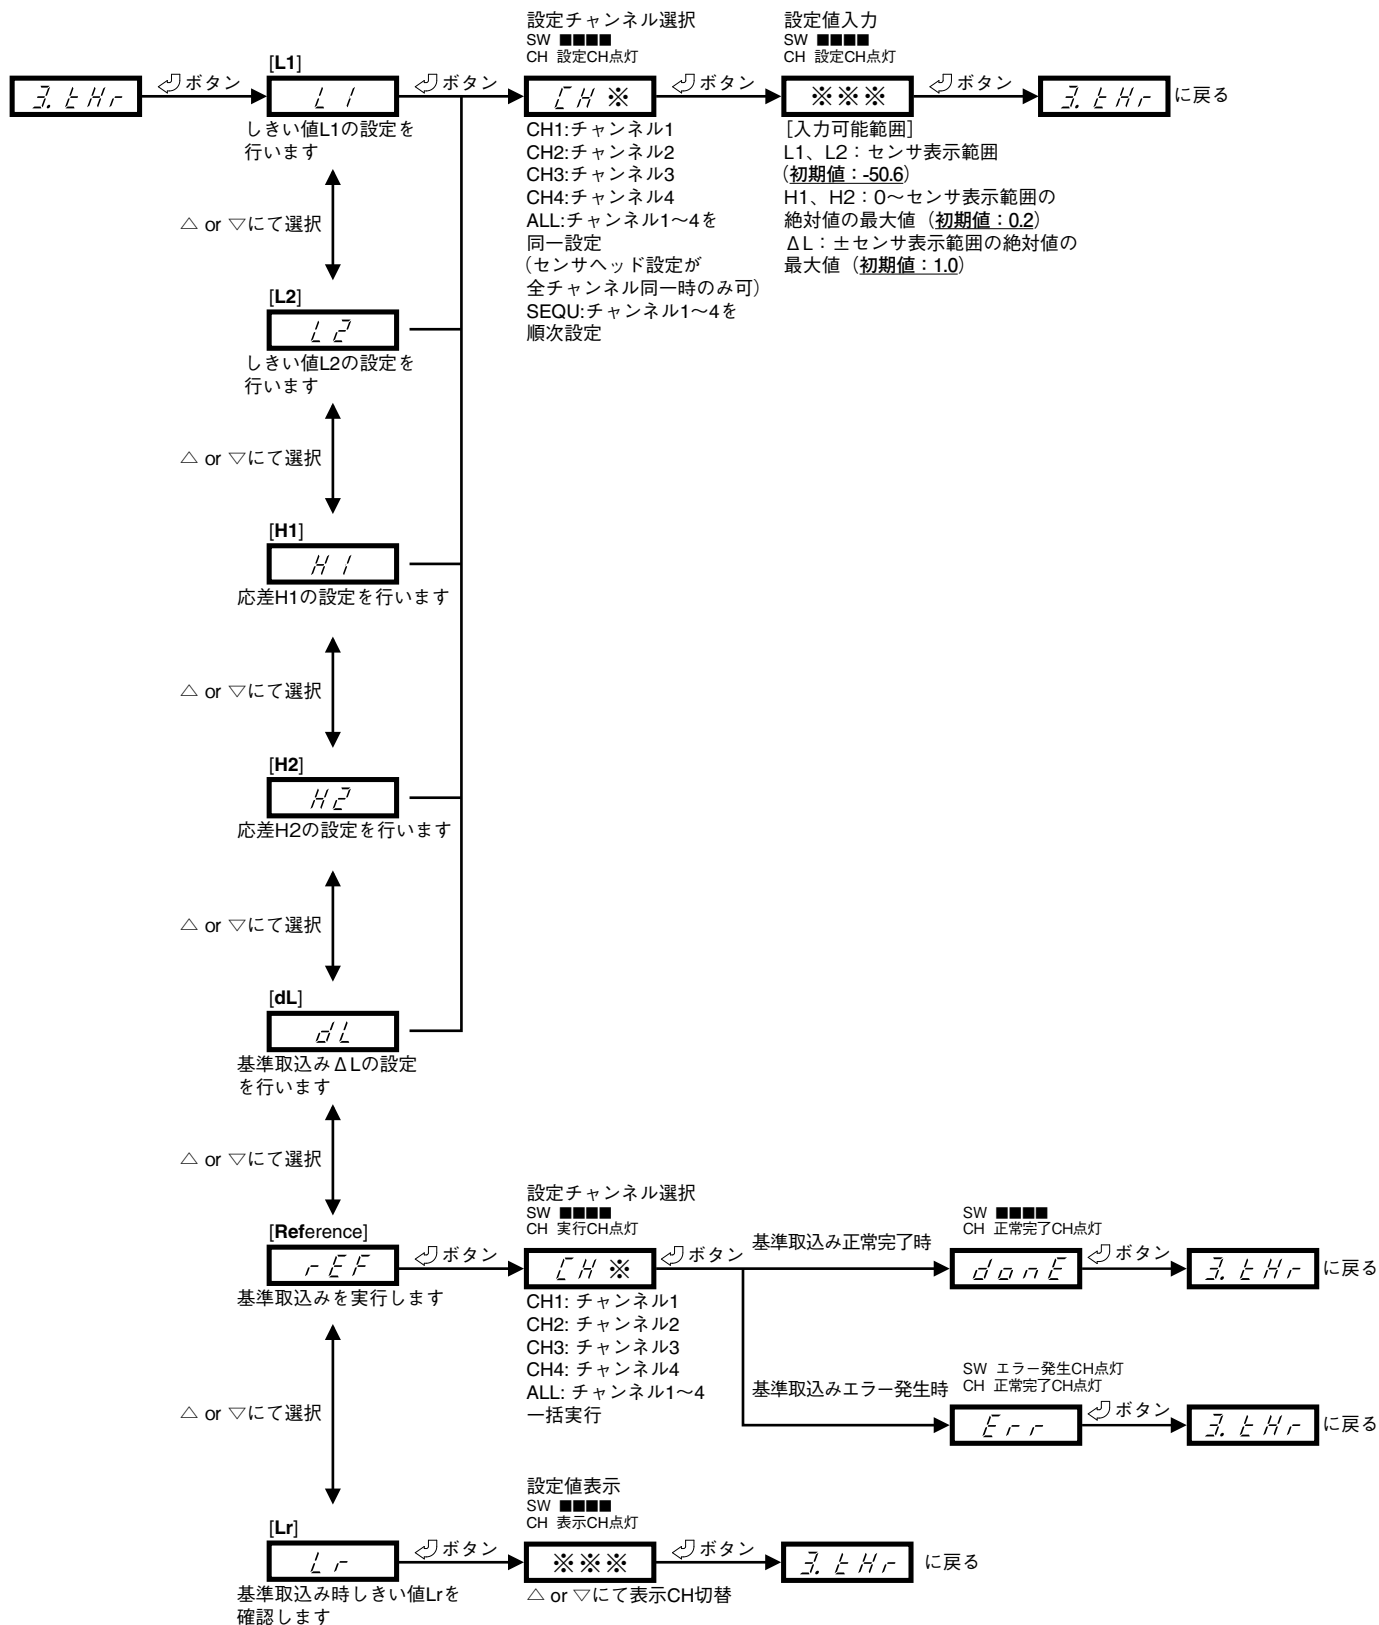 設定チャンネル選択
SW ■■■■
CH 設定CH点灯
設定値入力
SW ■■■■
CH 設定CH点灯
3. tHr
ボタン
[L1]
L1
ボタン
CH ※
ボタン
※※※
ボタン
3. tHr に戻る
しきい値L1の設定を
行います
CH1:チャンネル1
CH2:チャンネル2
CH3:チャンネル3
CH4:チャンネル4
ALL:チャンネル1～4を
同一設定
(センサヘッド設定が
全チャンネル同一時のみ可)
SEQU:チャンネル1～4を
順次設定
[入力可能範囲]
L1、L2：センサ表示範囲
(初期値：-50.6)
H1、H2：0～センサ表示範囲の
絶対値の最大値（初期値：0.2）
ΔL：±センサ表示範囲の絶対値の
最大値（初期値：1.0）
△ or ▽にて選択
[L2]
L2
しきい値L2の設定を
行います
△ or ▽にて選択
[H1]
H1
応差H1の設定を行います
△ or ▽にて選択
[H2]
H2
応差H2の設定を行います
△ or ▽にて選択
[dL]
dL
基準取込みΔLの設定
を行います
△ or ▽にて選択
[Reference]
rEF
基準取込みを実行します
ボタン
設定チャンネル選択
SW ■■■■
CH 実行CH点灯
CH ※
CH1: チャンネル1
CH2: チャンネル2
CH3: チャンネル3
CH4: チャンネル4
ALL: チャンネル1～4
一括実行
ボタン
基準取込み正常完了時
SW ■■■■
CH 正常完了CH点灯
donE
ボタン
3. tHr に戻る
基準取込みエラー発生時
SW エラー発生CH点灯
CH 正常完了CH点灯
Err
ボタン
3. tHr に戻る
△ or ▽にて選択
[Lr]
Lr
基準取込み時しきい値Lrを
確認します
ボタン
設定値表示
SW ■■■■
CH 表示CH点灯
※※※
△ or ▽にて表示CH切替
ボタン
3. tHr に戻る